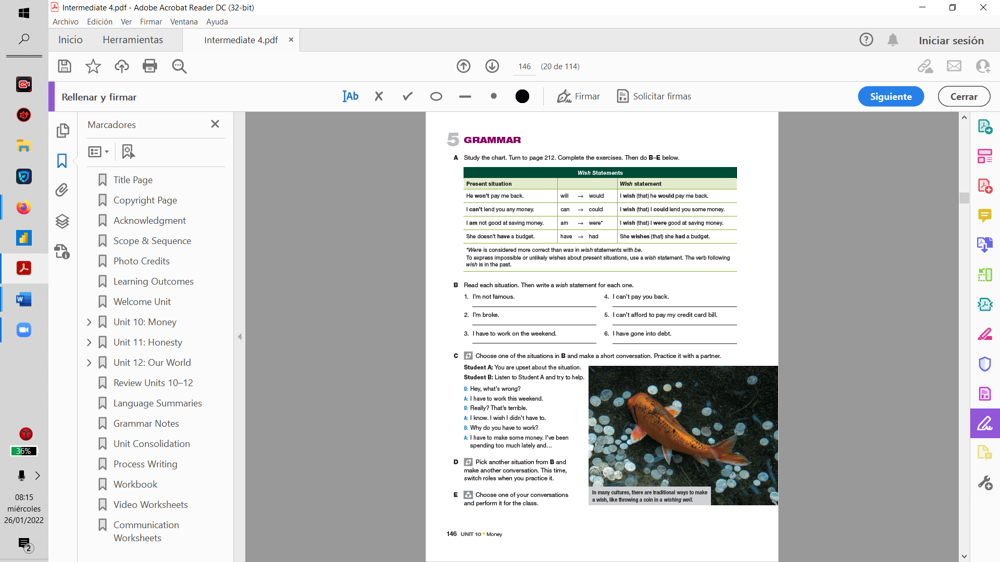 Intermediate 4.pdf - Adobe Acrobat Reader DC (32-bit)
Archivo Edición Ver Firmar Ventana Ayuda
Inicio Herramientas Intermediate 4.pdf × Iniciar sesión
146 (20 de 114)
Rellenar y firmar Ab Firmar Solicitar firmas Siguiente Cerrar
Marcadores
Title Page
Copyright Page
Acknowledgment
Scope & Sequence
Photo Credits
Learning Outcomes
Welcome Unit
Unit 10: Money
Unit 11: Honesty
Unit 12: Our World
Review Units 10–12
Language Summaries
Grammar Notes
Unit Consolidation
Process Writing
Workbook
Video Worksheets
Communication
Worksheets
36%
08:15
miércoles
26/01/2022
2
5 GRAMMAR
A Study the chart. Turn to page 212. Complete the exercises. Then do B–E below.
Wish Statements
Present situation Wish statement
He won't pay me back. will → would I wish (that) he would pay me back.
I can't lend you any money. can → could I wish (that) I could lend you some money.
I am not good at saving money. am → were* I wish (that) I were good at saving money.
She doesn't have a budget. have → had She wishes (that) she had a budget.
*Were is considered more correct than was in wish statements with be.
To express impossible or unlikely wishes about present situations, use a wish statement. The verb following
wish is in the past.
B Read each situation. Then write a wish statement for each one.
1. I'm not famous.
2. I'm broke.
3. I have to work on the weekend.
4. I can't pay you back.
5. I can't afford to pay my credit card bill.
6. I have gone into debt.
C Choose one of the situations in B and make a short conversation. Practice it with a partner.
Student A: You are upset about the situation.
Student B: Listen to Student A and try to help.
B: Hey, what's wrong?
A: I have to work this weekend.
B: Really? That's terrible.
A: I know. I wish I didn't have to.
B: Why do you have to work?
A: I have to make some money. I've been
spending too much lately and...
D Pick another situation from B and
make another conversation. This time,
switch roles when you practice it.
E Choose one of your conversations
and perform it for the class.
In many cultures, there are traditional ways to make
a wish, like throwing a coin in a wishing well.
146 UNIT 10 • Money